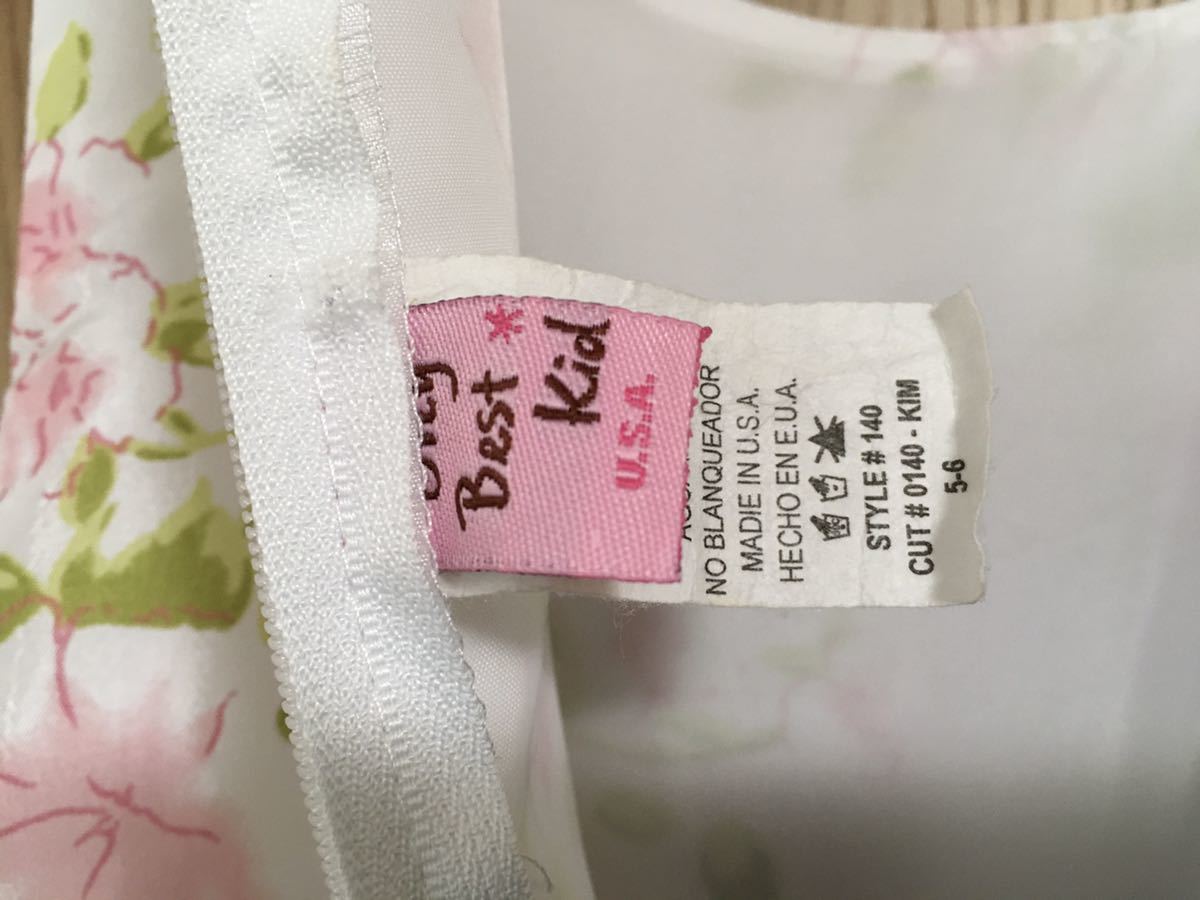 Best
* Kid
U.S.A.
NO BLANQUEADOR
MADIE IN U.S.A.
HECHO EN E.U.A.
STYLE # 140
CUT # 0140 - KIM
5-6